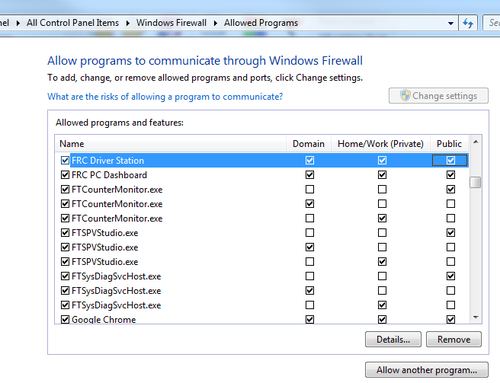 nel ▸ All Control Panel Items ▸ Windows Firewall ▸ Allowed Programs
Allow programs to communicate through Windows Firewall
To add, change, or remove allowed programs and ports, click Change settings.
What are the risks of allowing a program to communicate?
Change settings
Allowed programs and features:
Name Domain Home/Work (Private) Public
FRC Driver Station
FRC PC Dashboard
FTCounterMonitor.exe
FTCounterMonitor.exe
FTCounterMonitor.exe
FTSPVStudio.exe
FTSPVStudio.exe
FTSPVStudio.exe
FTSysDiagSvcHost.exe
FTSysDiagSvcHost.exe
FTSysDiagSvcHost.exe
Google Chrome
Details... Remove
Allow another program...